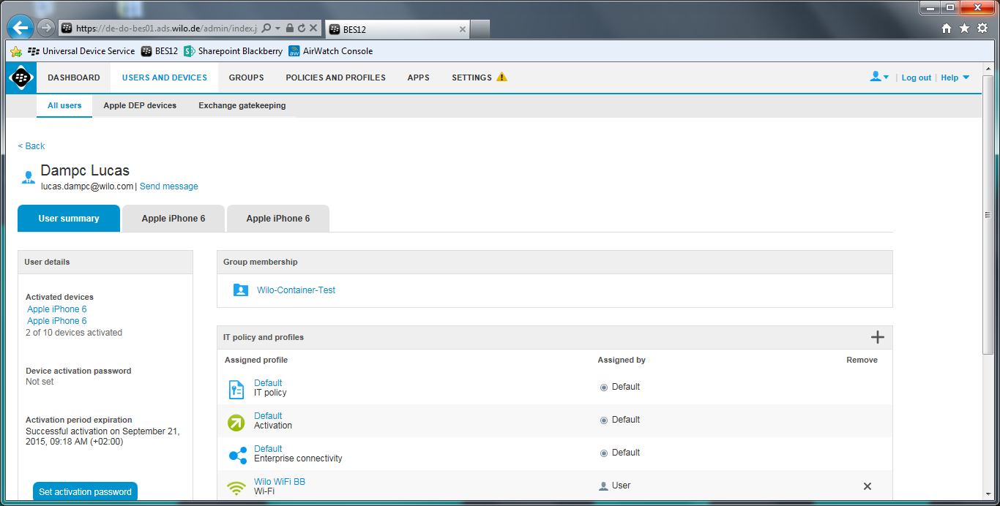 https://de-do-bes01.ads.wilo.de/admin/index.j
BES12
Universal Device Service BES12 Sharepoint Blackberry AirWatch Console
DASHBOARD USERS AND DEVICES GROUPS POLICIES AND PROFILES APPS SETTINGS
Log out | Help
All users Apple DEP devices Exchange gatekeeping
< Back
Dampc Lucas
lucas.dampc@wilo.com | Send message
User summary Apple iPhone 6 Apple iPhone 6
User details
Activated devices
Apple iPhone 6
Apple iPhone 6
2 of 10 devices activated
Device activation password
Not set
Activation period expiration
Successful activation on September 21,
2015, 09:18 AM (+02:00)
Set activation password
Group membership
Wilo-Container-Test
IT policy and profiles
Assigned profile Assigned by Remove
Default
IT policy
Default
Default
Activation
Default
Default
Enterprise connectivity
Default
Wilo WiFi BB
Wi-Fi
User